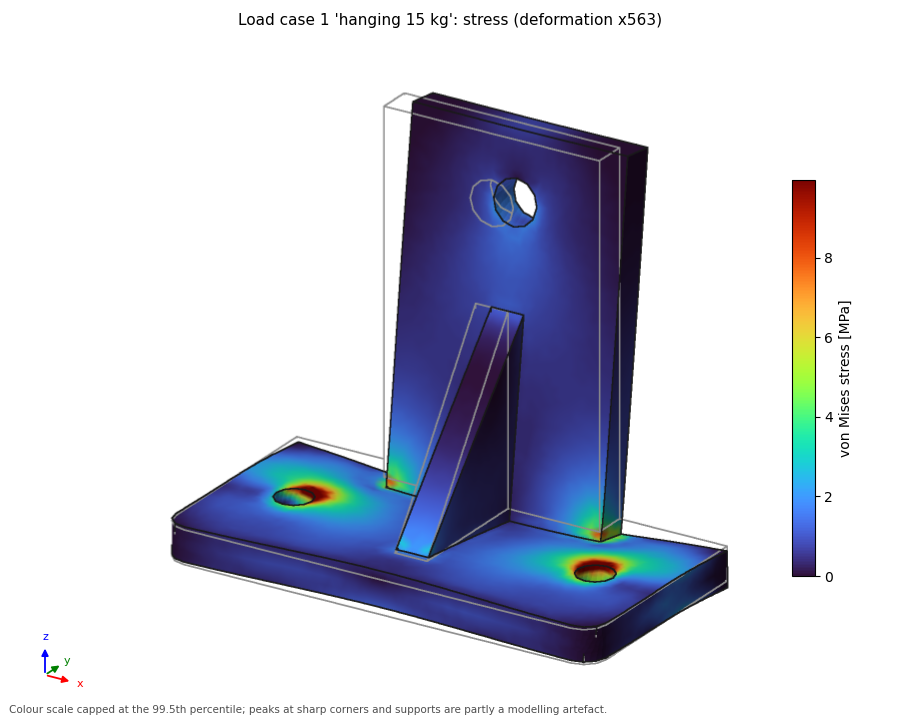 Load case 1 'hanging 15 kg': stress (deformation x563)
8
6
4
2
0
von Mises stress [MPa]
z
y
x
Colour scale capped at the 99.5th percentile; peaks at sharp corners and supports are partly a modelling artefact.